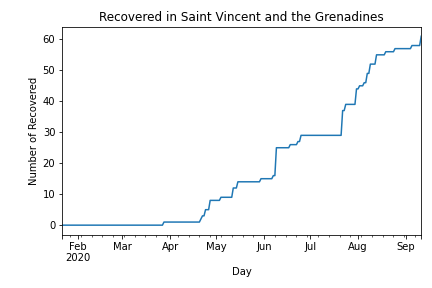 Recovered in Saint Vincent and the Grenadines
60
50
40
30
20
10
0
Number of Recovered
Feb Mar Apr May Jun Jul Aug Sep
2020
Day